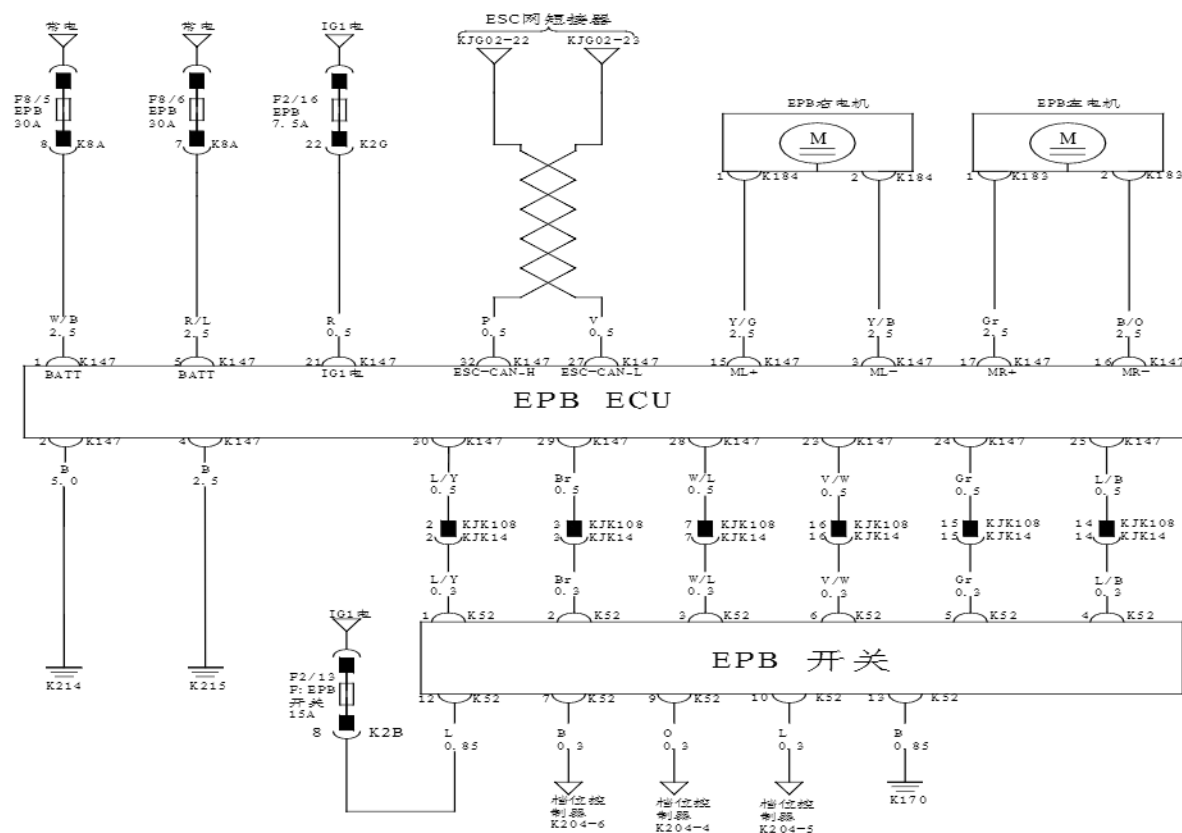 常电
常电
IG1电
ESC网短接器
KJG02-22
KJG02-23
F8/5
EPB
30A
8
K8A
F8/6
EPB
30A
7
K8A
F2/16
EPB
7.5A
22
K2G
EPB右电机
M
1
K184
2
K184
EPB左电机
M
1
K183
2
K183
W/B
2.5
R/L
2.5
R
0.5
P
0.5
V
0.5
Y/G
2.5
Y/B
2.5
Gr
2.5
B/O
2.5
1
K147
5
K147
21
K147
32
K147
27
K147
15
K147
3
K147
17
K147
16
K147
BATT
BATT
IG1电
ESC-CAN-H
ESC-CAN-L
ML+
ML-
MR+
MR-
EPB ECU
2
K147
4
K147
30
K147
29
K147
28
K147
23
K147
24
K147
25
K147
B
5.0
B
2.5
L/Y
0.5
Br
0.5
W/L
0.5
V/W
0.5
Gr
0.5
L/B
0.5
2
KJK108
2
KJK14
3
KJK108
3
KJK14
7
KJK108
7
KJK14
16
KJK108
16
KJK14
15
KJK108
15
KJK14
14
KJK108
14
KJK14
L/Y
0.3
Br
0.3
W/L
0.3
V/W
0.3
Gr
0.3
L/B
0.3
1
K52
2
K52
3
K52
6
K52
5
K52
4
K52
K214
K215
IG1电
F2/13
F:EPB
开关
15A
8
K2B
EPB 开关
12
K52
7
K52
9
K52
10
K52
13
K52
L
0.85
B
0.3
O
0.3
L
0.3
B
0.85
档位控
制器
K204-6
档位控
制器
K204-4
档位控
制器
K204-5
K170